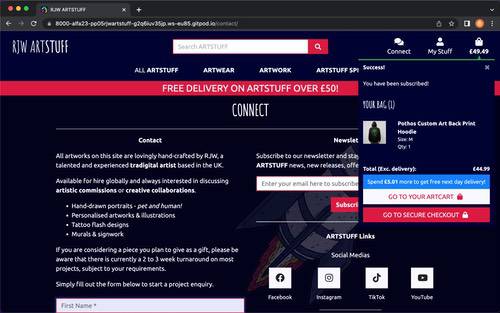 RJW ARTSTUFF
8000-alfa23-pp05rjwartstuff-g2q6iuv35jp.ws-eu85.gitpod.io/contact/
RJW ARTSTUFF
Search ARTSTUFF
Connect
My Stuff
£49.49
ALL ARTSTUFF
ARTWEAR
ARTWORK
ARTSTUFF SPE
FREE DELIVERY ON ARTSTUFF OVER £50!
CONNECT
Contact
All artworks on this site are lovingly hand-crafted by RJW, a
talented and experienced tradigital artist based in the UK.
Available for hire globally and always interested in discussing
artistic commissions or creative collaborations.
Hand-drawn portraits - pet and human!
Personalised artworks & illustrations
Tattoo flash designs
Murals & signwork
If you are considering a piece you plan to give as a gift, please be
aware that there is currently a 2 to 3 week turnaround on most
projects, subject to your requirements.
Simply fill out the form below to start a project enquiry.
First Name *
Newslet
Subscribe to our newsletter and stay
ARTSTUFF news, new releases, offe
Enter your email here to subscribe
Subscri
ARTSTUFF Links
Social Medias
Facebook
Instagram
TikTok
YouTube
Success!
×
You have been subscribed!
YOUR BAG (1)
Pothos Custom Art Back Print
Hoodie
Size: M
Qty: 1
Total (Exc. delivery): £44.99
Spend £5.01 more to get free next day delivery!
GO TO YOUR ARTCART
GO TO SECURE CHECKOUT